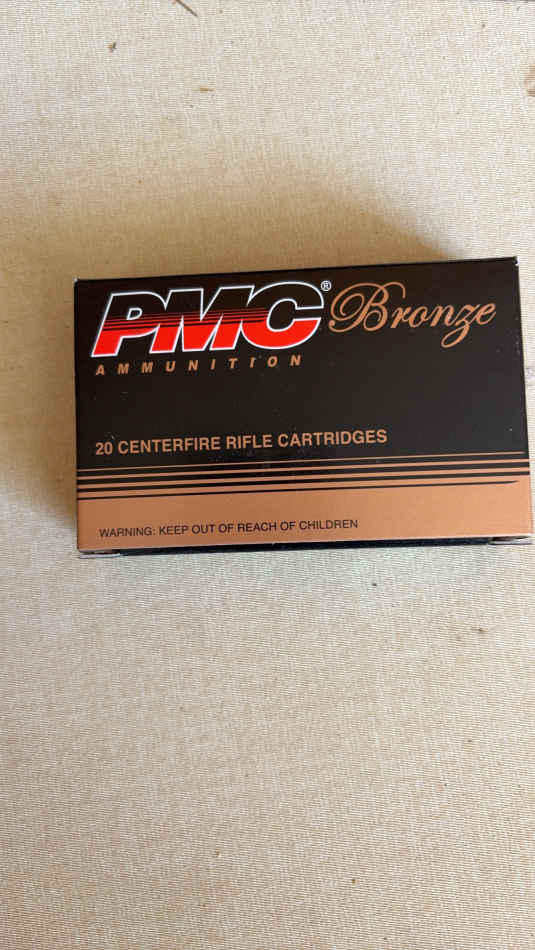 PMC® Bronze
AMMUNITION
20 CENTERFIRE RIFLE CARTRIDGES
WARNING: KEEP OUT OF REACH OF CHILDREN